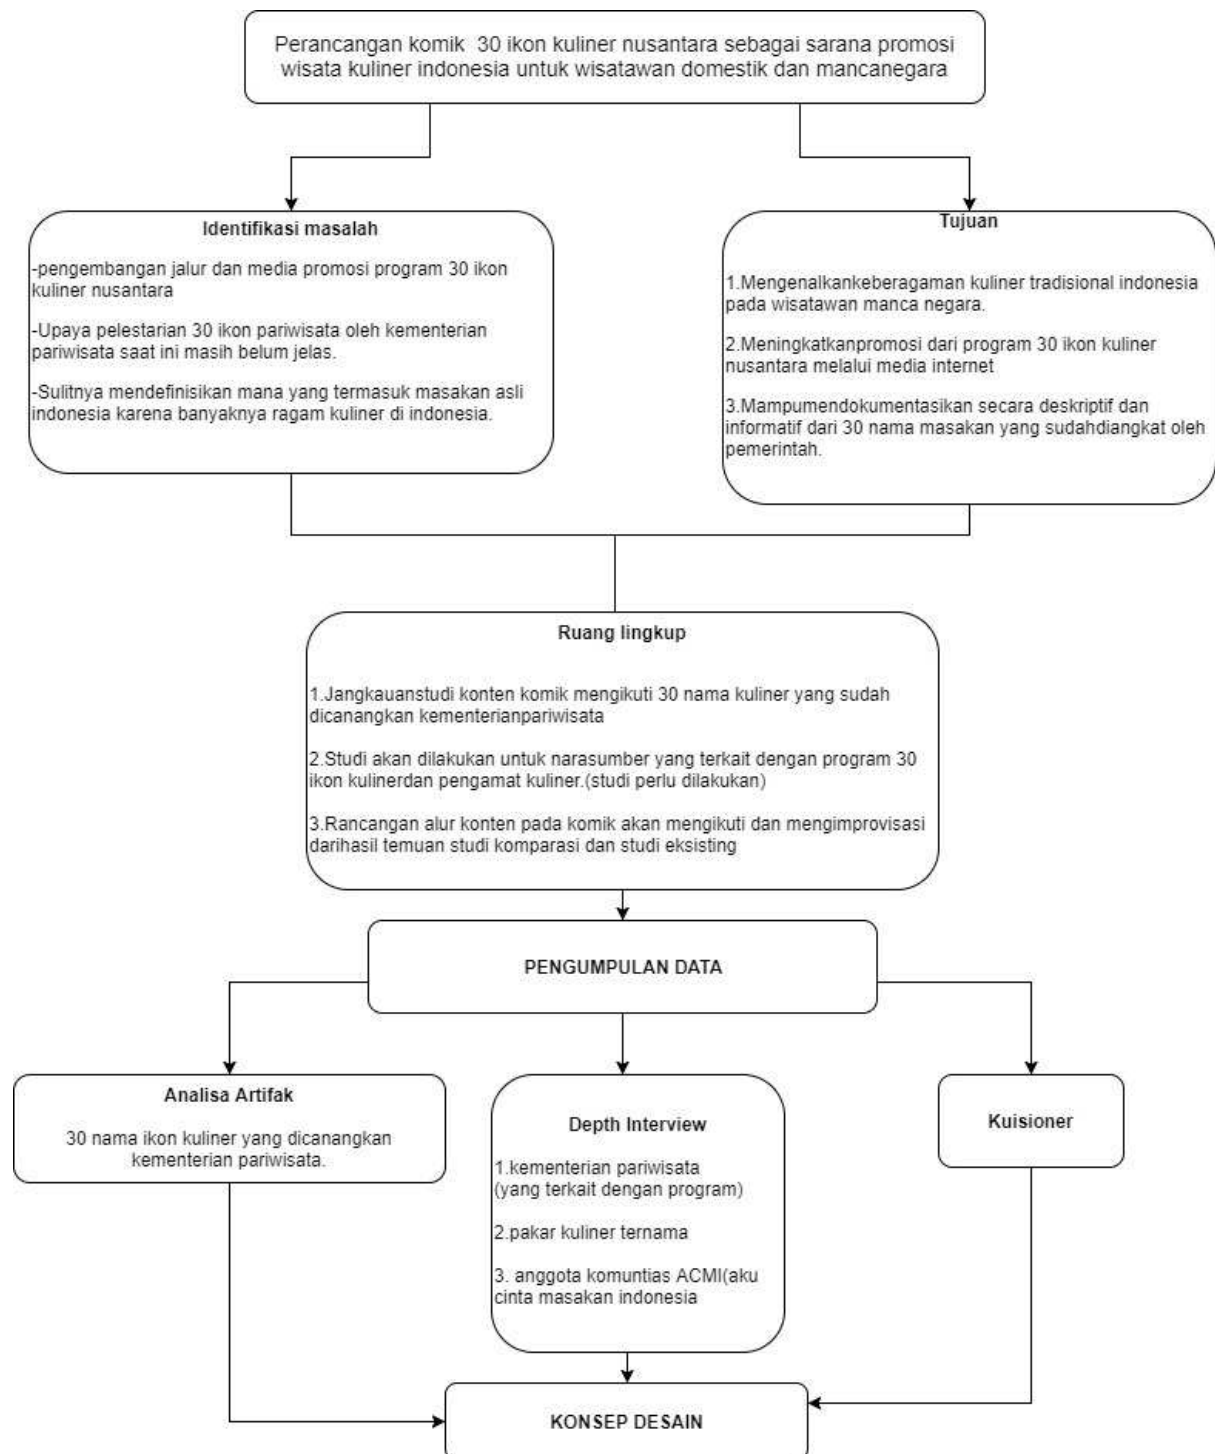 Perancangan komik 30 ikon kuliner nusantara sebagai sarana promosi
wisata kuliner indonesia untuk wisatawan domestik dan mancanegara
Identifikasi masalah
-pengembangan jalur dan media promosi program 30 ikon
kuliner nusantara
-Upaya pelestarian 30 ikon pariwisata oleh kementerian
pariwisata saat ini masih belum jelas.
-Sulitnya mendefinisikan mana yang termasuk masakan asli
indonesia karena banyaknya ragam kuliner di indonesia.
Tujuan
1.Mengenalkankeberagaman kuliner tradisional indonesia
pada wisatawan manca negara.
2.Meningkatkanpromosi dari program 30 ikon kuliner
nusantara melalui media internet
3.Mampumendokumentasikan secara deskriptif dan
informatif dari 30 nama masakan yang sudahdiangkat oleh
pemerintah.
Ruang lingkup
1.Jangkauanstudi konten komik mengikuti 30 nama kuliner yang sudah
dicanangkan kementerianpariwisata
2.Studi akan dilakukan untuk narasumber yang terkait dengan program 30
ikon kulinerdan pengamat kuliner.(studi perlu dilakukan)
3.Rancangan alur konten pada komik akan mengikuti dan mengimprovisasi
darihasil temuan studi komparasi dan studi eksisting
PENGUMPULAN DATA
Analisa Artifak
30 nama ikon kuliner yang dicanangkan
kementerian pariwisata.
Depth Interview
1.kementerian pariwisata
(yang terkait dengan program)
2.pakar kuliner ternama
3. anggota komuntias ACMI(aku
cinta masakan indonesia
Kuisioner
KONSEP DESAIN